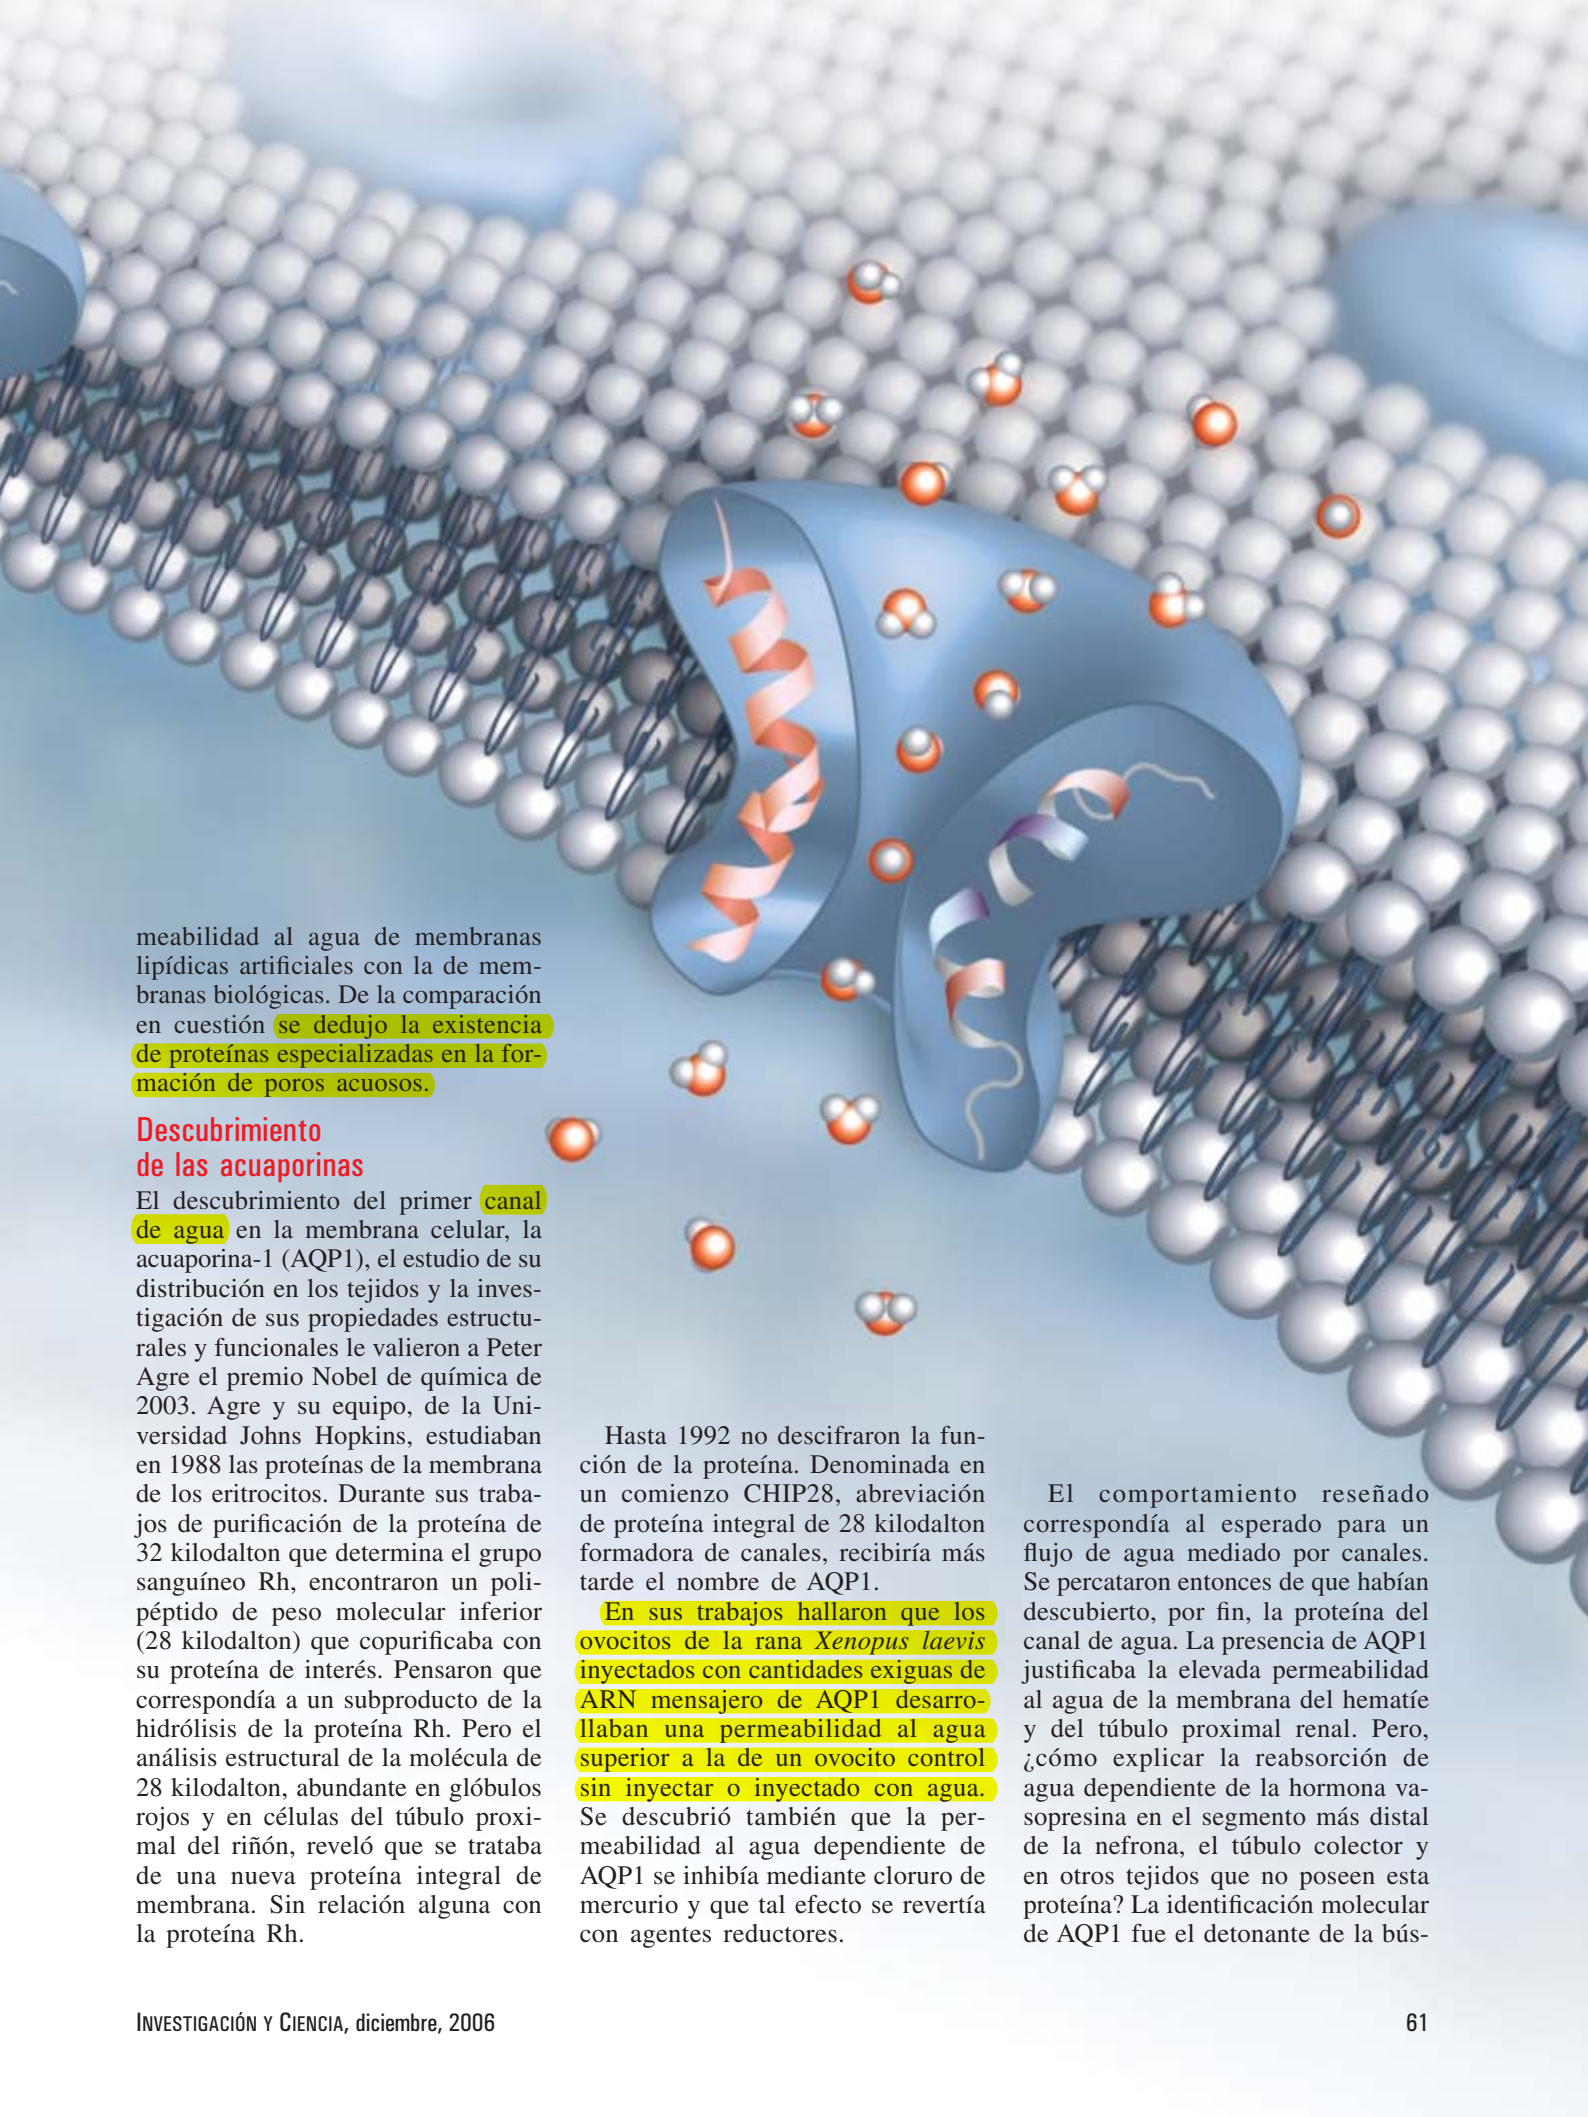 meabilidad al agua de membranas
lipídicas artificiales con la de mem-
branas biológicas. De la comparación
en cuestión se dedujo la existencia
de proteínas especializadas en la for-
mación de poros acuosos.
Descubrimiento
de las acuaporinas
El descubrimiento del primer canal
de agua en la membrana celular, la
acuaporina-1 (AQP1), el estudio de su
distribución en los tejidos y la inves-
tigación de sus propiedades estructu-
rales y funcionales le valieron a Peter
Agre el premio Nobel de química de
2003. Agre y su equipo, de la Uni-
versidad Johns Hopkins, estudiaban
en 1988 las proteínas de la membrana
de los eritrocitos. Durante sus traba-
jos de purificación de la proteína de
32 kilodalton que determina el grupo
sanguíneo Rh, encontraron un poli-
péptido de peso molecular inferior
(28 kilodalton) que copurificaba con
su proteína de interés. Pensaron que
correspondía a un subproducto de la
hidrólisis de la proteína Rh. Pero el
análisis estructural de la molécula de
28 kilodalton, abundante en glóbulos
rojos y en células del túbulo proxi-
mal del riñón, reveló que se trataba
de una nueva proteína integral de
membrana. Sin relación alguna con
la proteína Rh.
Hasta 1992 no descifraron la fun-
ción de la proteína. Denominada en
un comienzo CHIP28, abreviación
de proteína integral de 28 kilodalton
formadora de canales, recibiría más
tarde el nombre de AQP1.
En sus trabajos hallaron que los
ovocitos de la rana Xenopus laevis
inyectados con cantidades exiguas de
ARN mensajero de AQP1 desarro-
llaban una permeabilidad al agua
superior a la de un ovocito control
sin inyectar o inyectado con agua.
Se descubrió también que la per-
meabilidad al agua dependiente de
AQP1 se inhibía mediante cloruro de
mercurio y que tal efecto se revertía
con agentes reductores.
El comportamiento reseñado
correspondía al esperado para un
flujo de agua mediado por canales.
Se percataron entonces de que habían
descubierto, por fin, la proteína del
canal de agua. La presencia de AQP1
justificaba la elevada permeabilidad
al agua de la membrana del hematíe
y del túbulo proximal renal. Pero,
¿cómo explicar la reabsorción de
agua dependiente de la hormona va-
sopresina en el segmento más distal
de la nefrona, el túbulo colector y
en otros tejidos que no poseen esta
proteína? La identificación molecular
de AQP1 fue el detonante de la bús-
INVESTIGACIÓN Y CIENCIA, diciembre, 2006
61